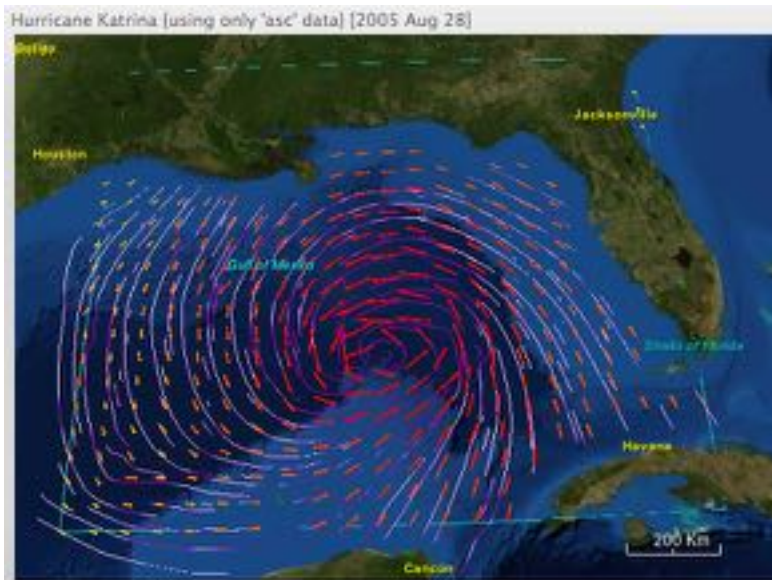 Hurricane Katrina (using only 'asc' data) [2005 Aug 28]
Jacksonville
Houston
Gulf of Mexico
Straits of Florida
Havana
200 Km
Cancún